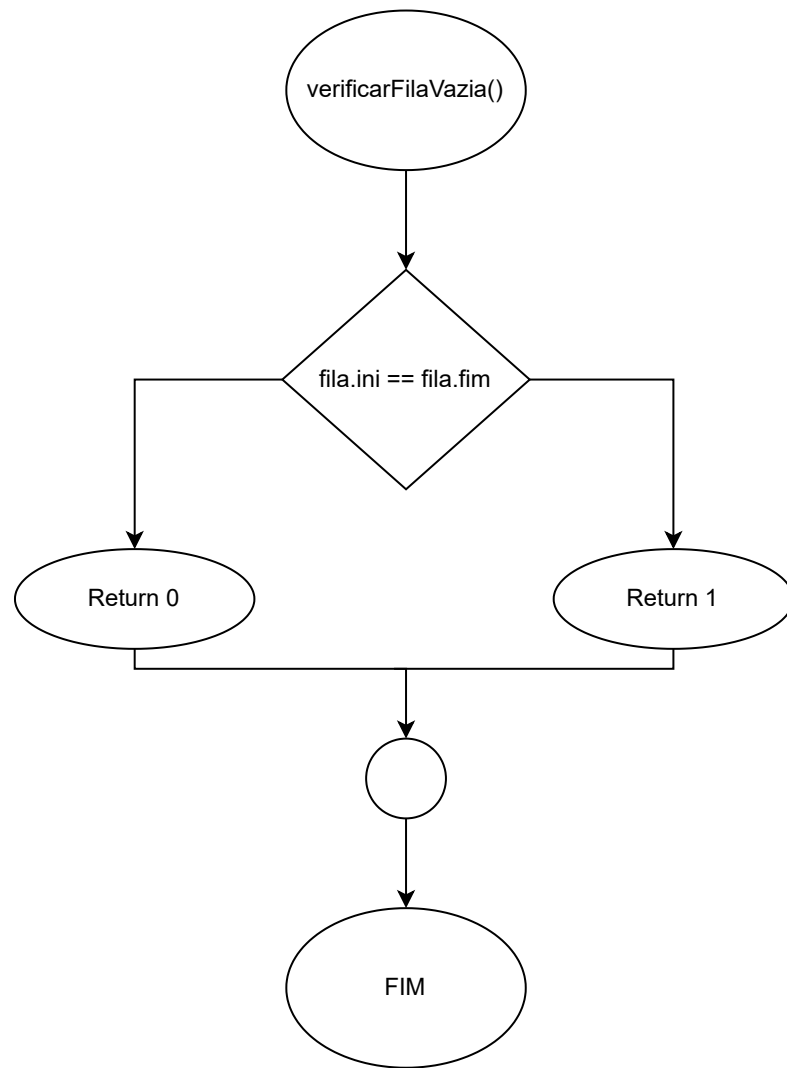 verificarFilaVazia()
fila.ini == fila.fim
Return 0
Return 1
FIM